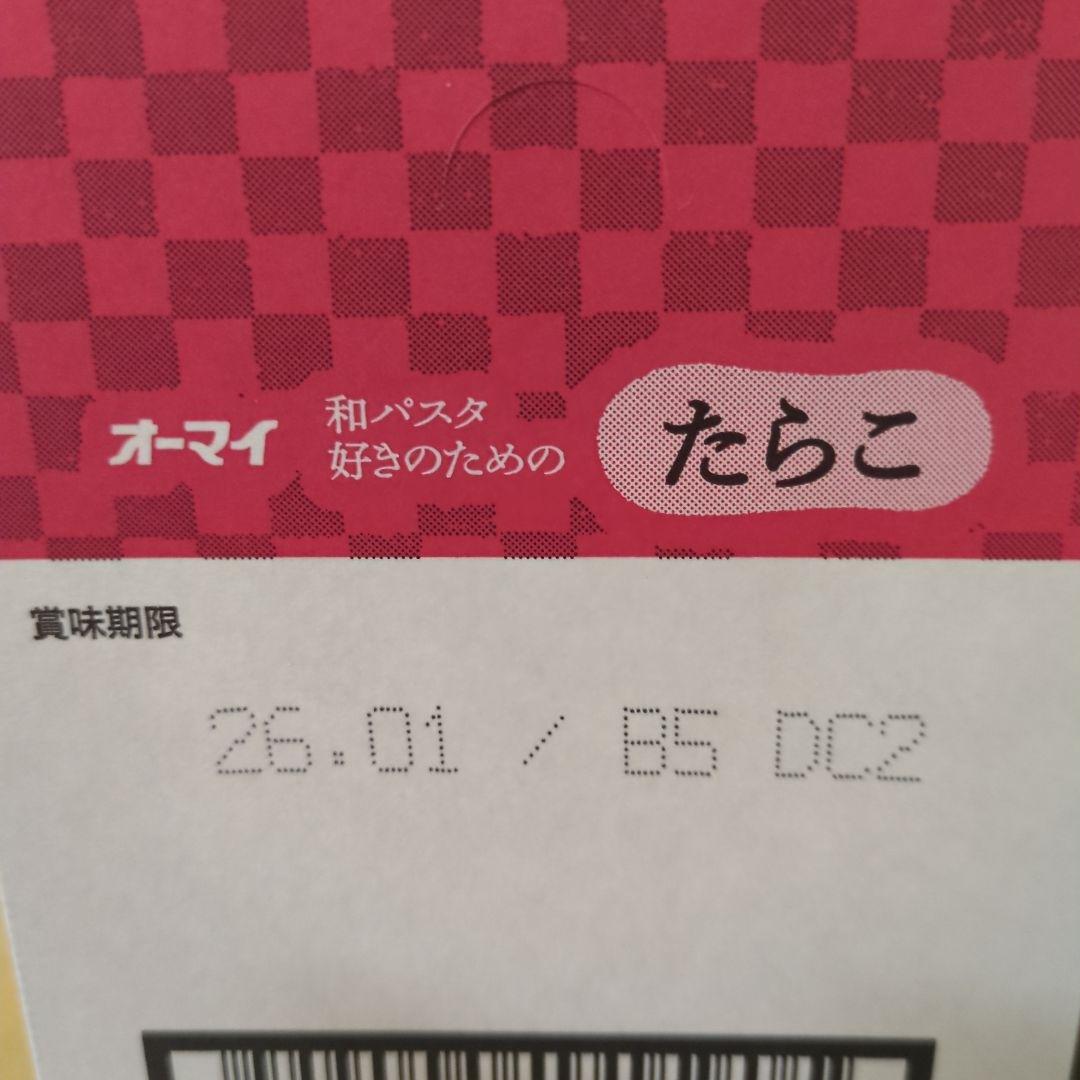 オーマイ
和パスタ
好きのための
たらこ
賞味期限
26.01 / B5 DC2